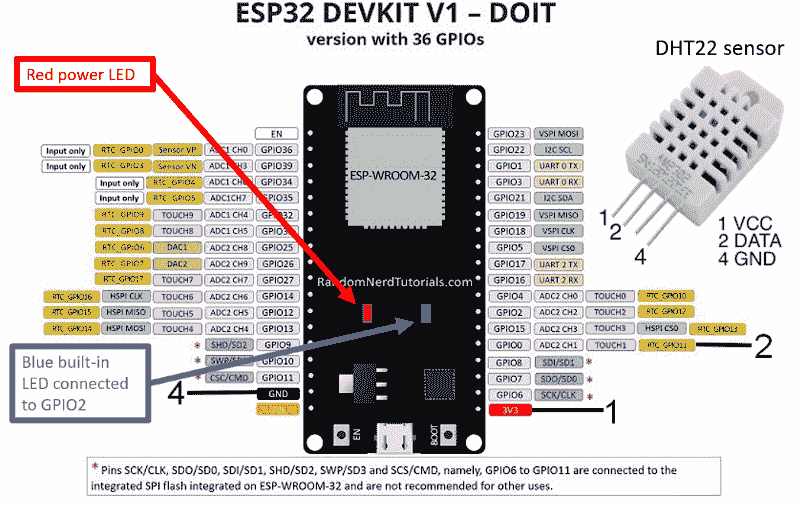 ESP32 DEVKIT V1 – DOIT
version with 36 GPIOs
Red power LED
DHT22 sensor
EN
Input only RTC_GPIO0 Sensor VP ADC1 CH0 GPIO36
Input only RTC_GPIO3 Sensor VN ADC1 CH3 GPIO39
Input only RTC_GPIO4 ADC1 CH6 GPIO34
Input only RTC_GPIO5 ADC1CH7 GPIO35
RTC_GPIO9 TOUCH9 ADC1 CH4 GPIO32
RTC_GPIO8 TOUCH8 ADC1 CH5
RTC_GPIO6 DAC1 ADC2 CH8 GPIO25
RTC_GPIO7 DAC2 ADC2 CH9 GPIO26
RTC_GPIO17 TOUCH7 ADC2 CH7 GPIO27
RTC_GPIO16 HSPI CLK TOUCH6 ADC2 CH6 GPIO14
RTC_GPIO15 HSPI MISO TOUCH5 ADC2 CH5 GPIO12
RTC_GPIO14 HSPI MOSI TOUCH4 ADC2 CH4 GPIO13
* SHD/SD2 GPIO9
* GPIO10
* CSC/CMD GPIO11
4 GND
ESP-WROOM-32
RandomNerdTutorials.com
EN
BOOT
GPIO23 VSPI MOSI
GPIO22 I2C SCL
GPIO1 UART 0 TX
GPIO3 UART 0 RX
GPIO21 I2C SDA
GPIO19 VSPI MISO
GPIO18 VSPI CLK
GPIO5 VSPI CS0
GPIO17 UART 2 TX
GPIO16 UART 2 RX
GPIO4 ADC2 CH0 TOUCH0 RTC_GPIO10
GPIO2 ADC2 CH2 TOUCH2 RTC_GPIO12
GPIO15 ADC2 CH3 TOUCH3 HSPI CS0 RTC_GPIO13
GPIO0 ADC2 CH1 TOUCH1 RTC_GPIO11 2
GPIO8 SDI/SD1 *
GPIO7 SDO/SD0 *
GPIO6 SCK/CLK *
3V3 1
1
2
4
1 VCC
2 DATA
4 GND
Blue built-in
LED connected
to GPIO2
* Pins SCK/CLK, SDO/SD0, SDI/SD1, SHD/SD2, SWP/SD3 and SCS/CMD, namely, GPIO6 to GPIO11 are connected to the
integrated SPI flash integrated on ESP-WROOM-32 and are not recommended for other uses.